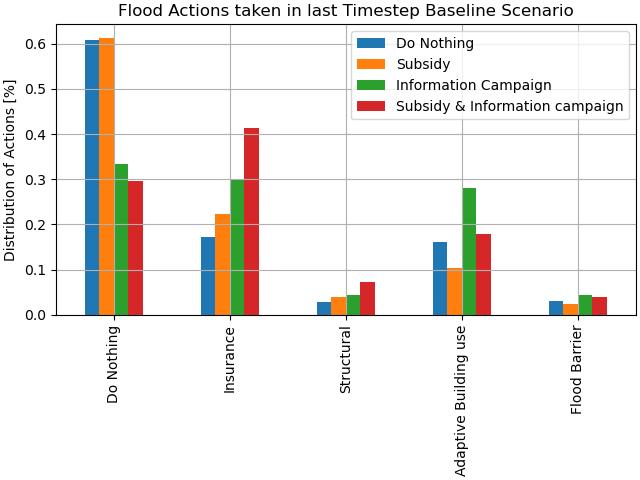 Flood Actions taken in last Timestep Baseline Scenario
Distribution of Actions [%]
0.6
0.5
0.4
0.3
0.2
0.1
0.0
Do Nothing
Subsidy
Information Campaign
Subsidy & Information campaign
Do Nothing
Insurance
Structural
Adaptive Building use
Flood Barrier